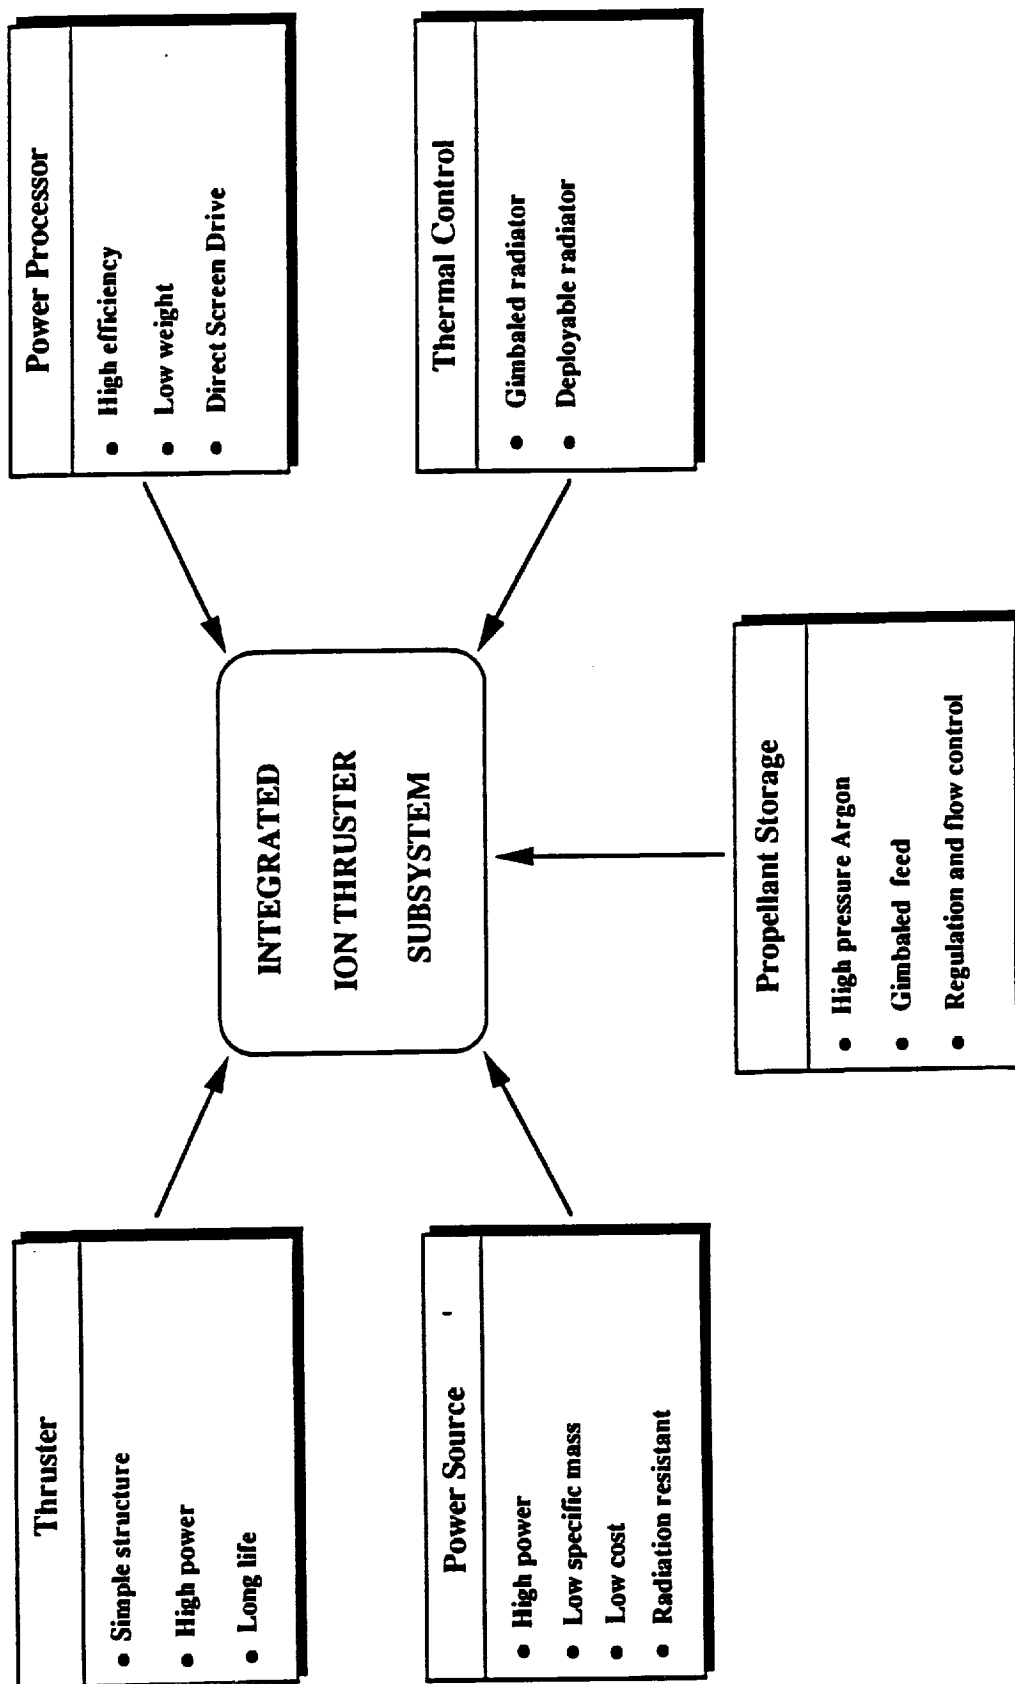 Thruster
• Simple structure
• High power
• Long life
Power Processor
• High efficiency
• Low weight
• Direct Screen Drive
INTEGRATED
ION THRUSTER
SUBSYSTEM
Power Source
• High power
• Low specific mass
• Low cost
• Radiation resistant
Thermal Control
• Gimbaled radiator
• Deployable radiator
Propellant Storage
• High pressure Argon
• Gimbaled feed
• Regulation and flow control